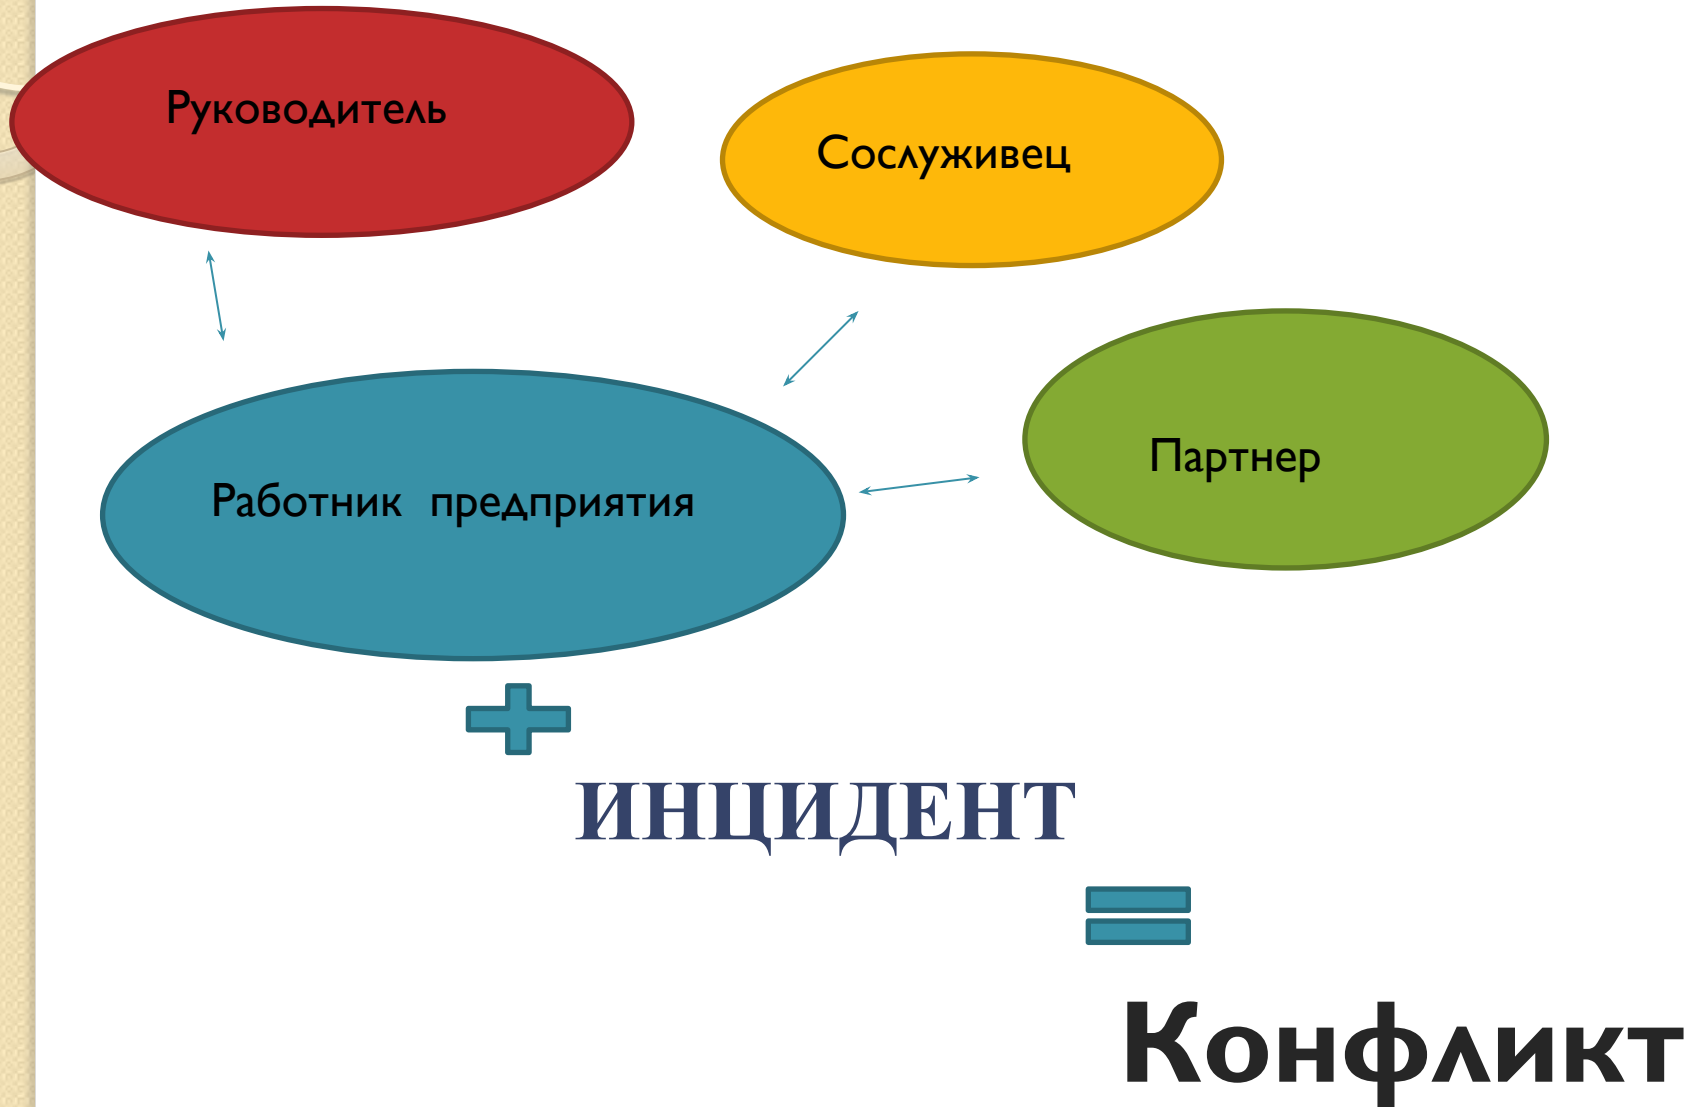 Руководитель
Сослуживец
Партнер
Работник предприятия
ИНЦИДЕНТ
Конфликт